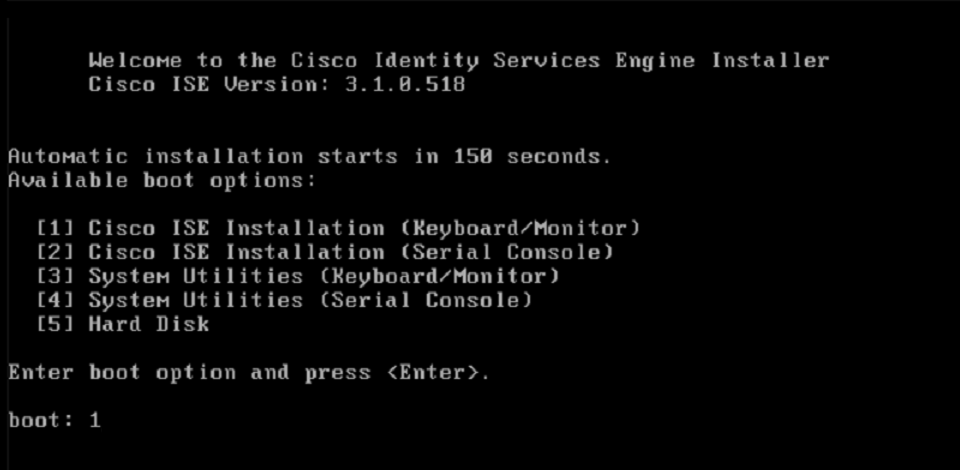 Welcome to the Cisco Identity Services Engine Installer
Cisco ISE Version: 3.1.0.518
Automatic installation starts in 150 seconds.
Available boot options:
[1] Cisco ISE Installation (Keyboard/Monitor)
[2] Cisco ISE Installation (Serial Console)
[3] System Utilities (Keyboard/Monitor)
[4] System Utilities (Serial Console)
[5] Hard Disk
Enter boot option and press <Enter>.
boot: 1